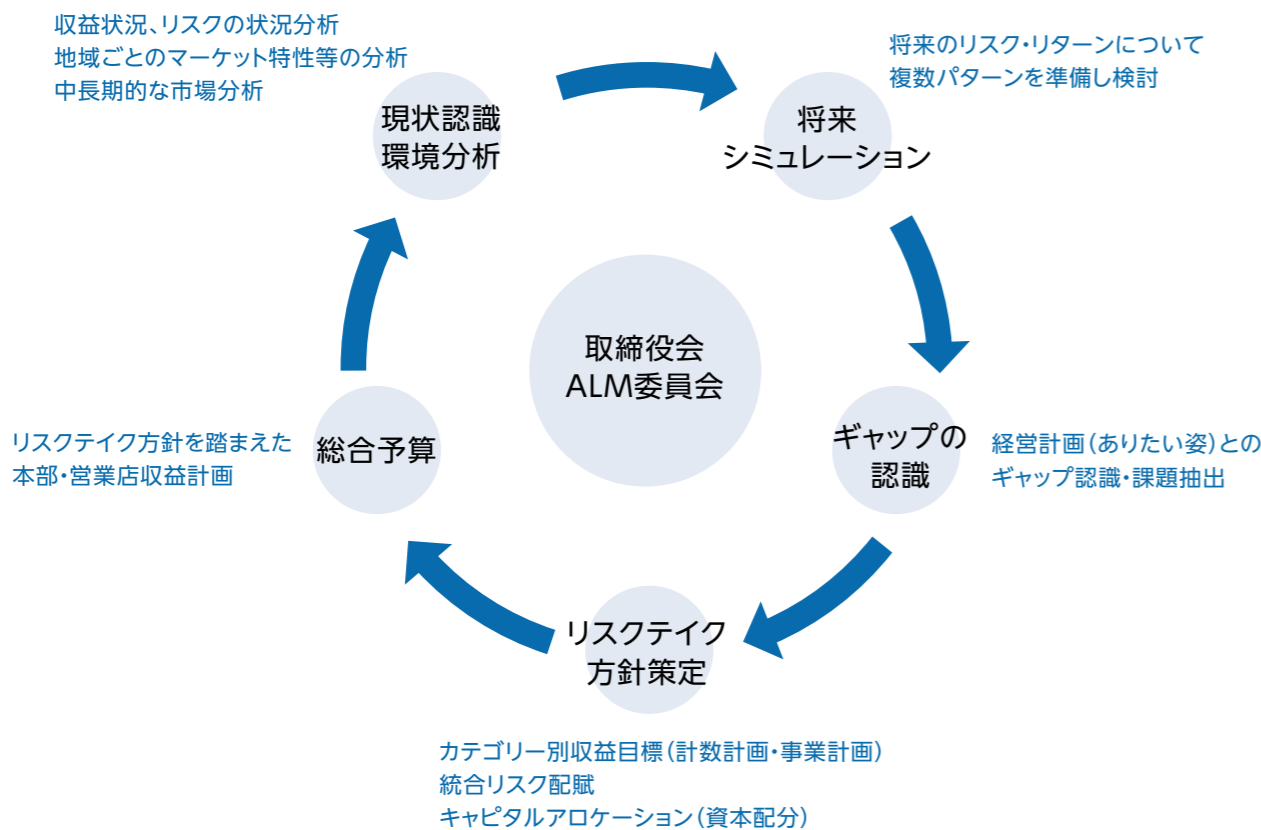 収益状況、リスクの状況分析
地域ごとのマーケット特性等の分析
中長期的な市場分析
現状認識
環境分析
将来のリスク・リターンについて
複数パターンを準備し検討
将来
シミュレーション
取締役会
ALM委員会
ギャップの
認識
経営計画（ありたい姿）との
ギャップ認識・課題抽出
リスクテイク
方針策定
カテゴリー別収益目標（計数計画・事業計画）
統合リスク配賦
キャピタルアロケーション（資本配分）
総合予算
リスクテイク方針を踏まえた
本部・営業店収益計画